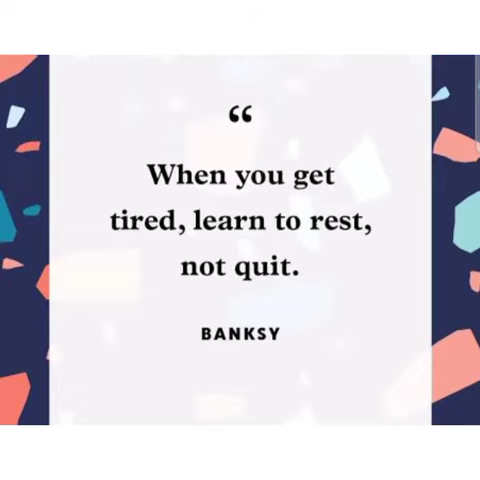 “
When you get
tired, learn to rest,
not quit.
BANKSY